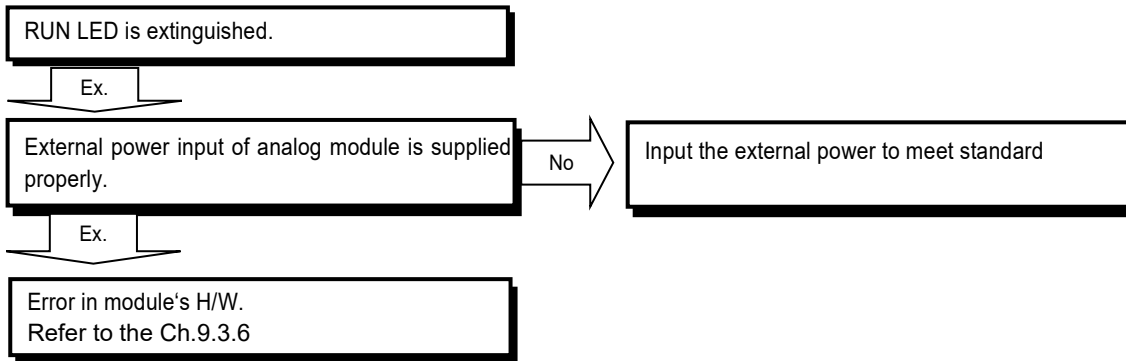 RUN LED is extinguished.
Ex.
External power input of analog module is supplied
properly.
No
Input the external power to meet standard
Ex.
Error in module‘s H/W.
Refer to the Ch.9.3.6